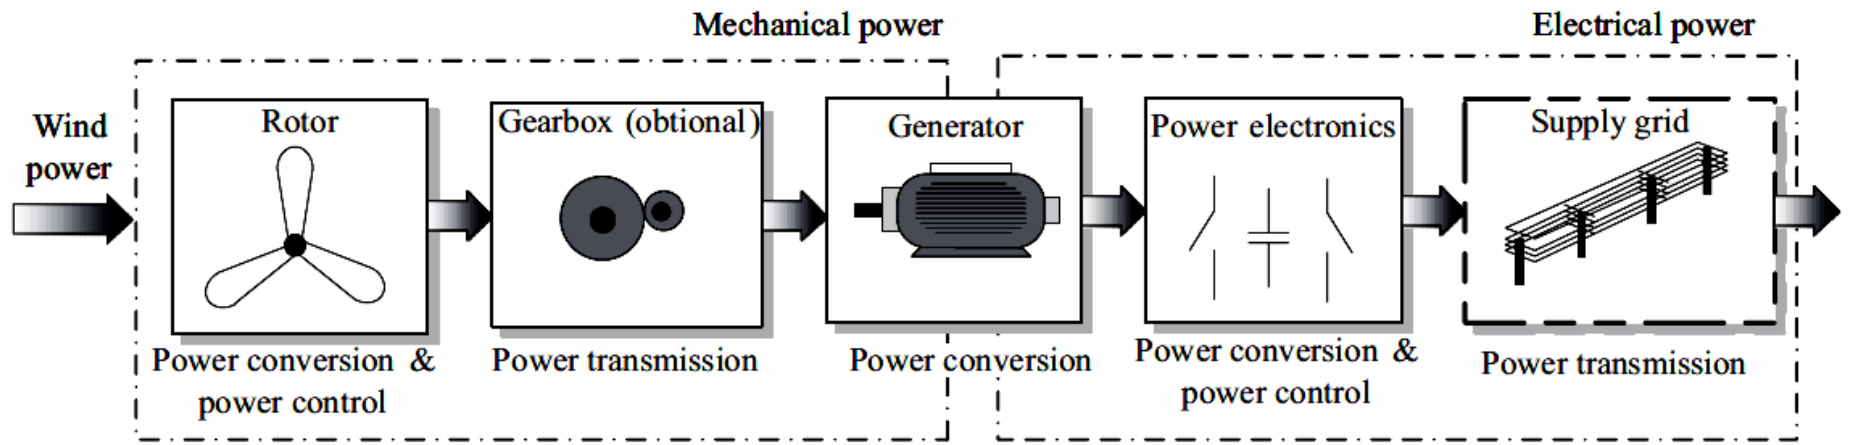 Mechanical power
Electrical power
Wind
power
Rotor
Gearbox (obtional)
Generator
Power electronics
Supply grid
Power conversion &
power control
Power transmission
Power conversion
Power conversion &
power control
Power transmission